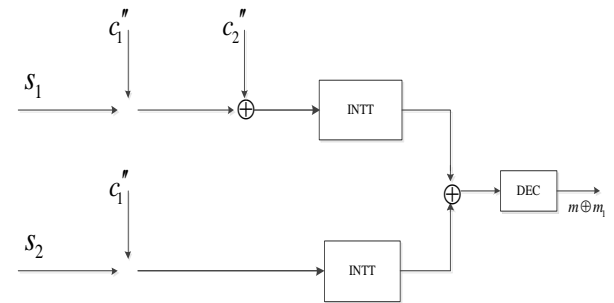 c₁″ c₂″
s₁
INTT
c₁″
DEC
m⊕m₁
s₂
INTT